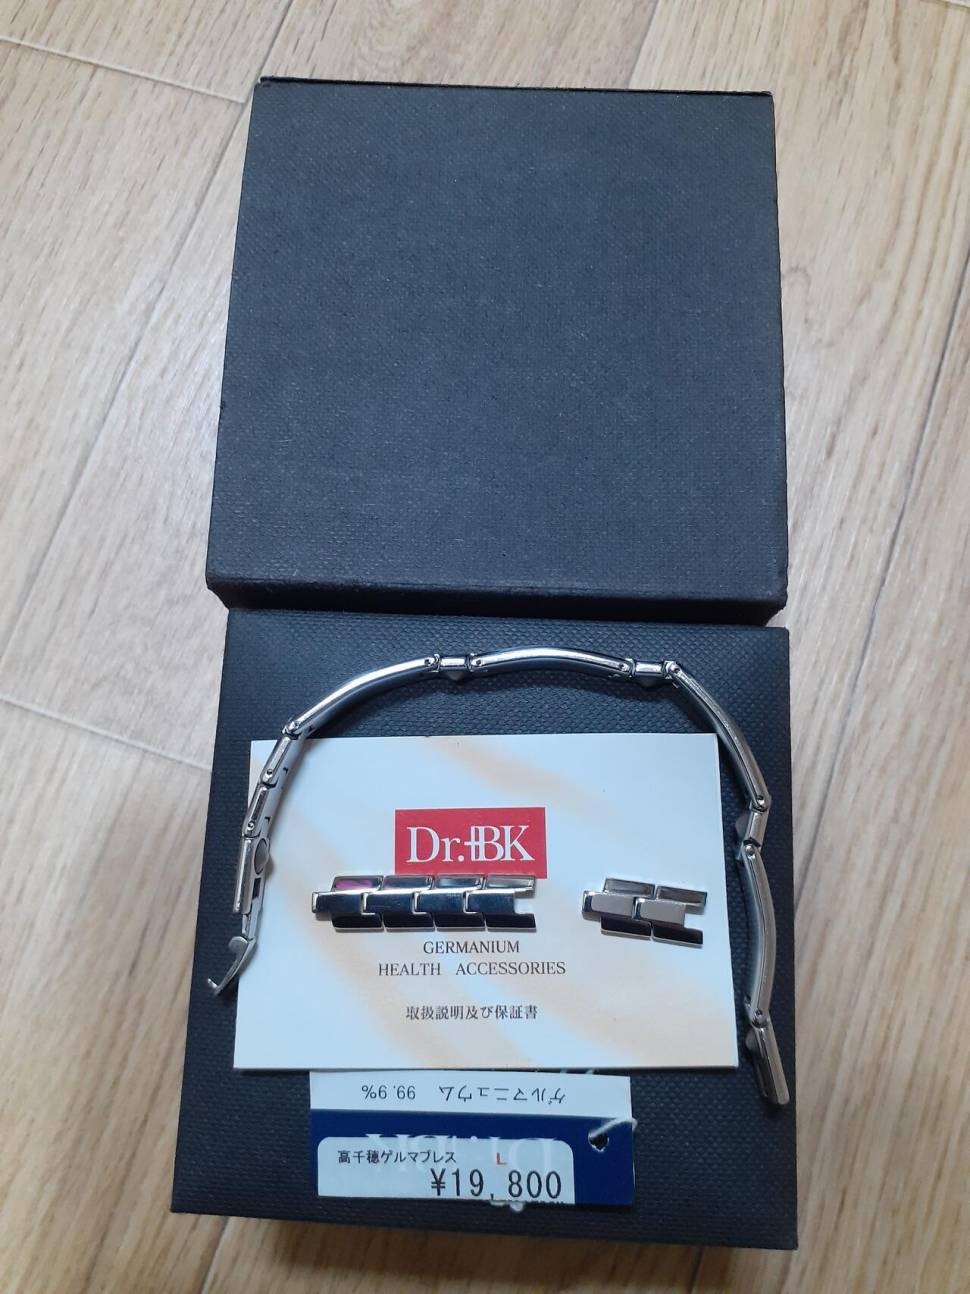 Dr.BK
GERMANIUM
HEALTH ACCESSORIES
取扱説明及び保証書
ゲルマニュウム 99.9%
高千穂ゲルマブレス L
¥19,800